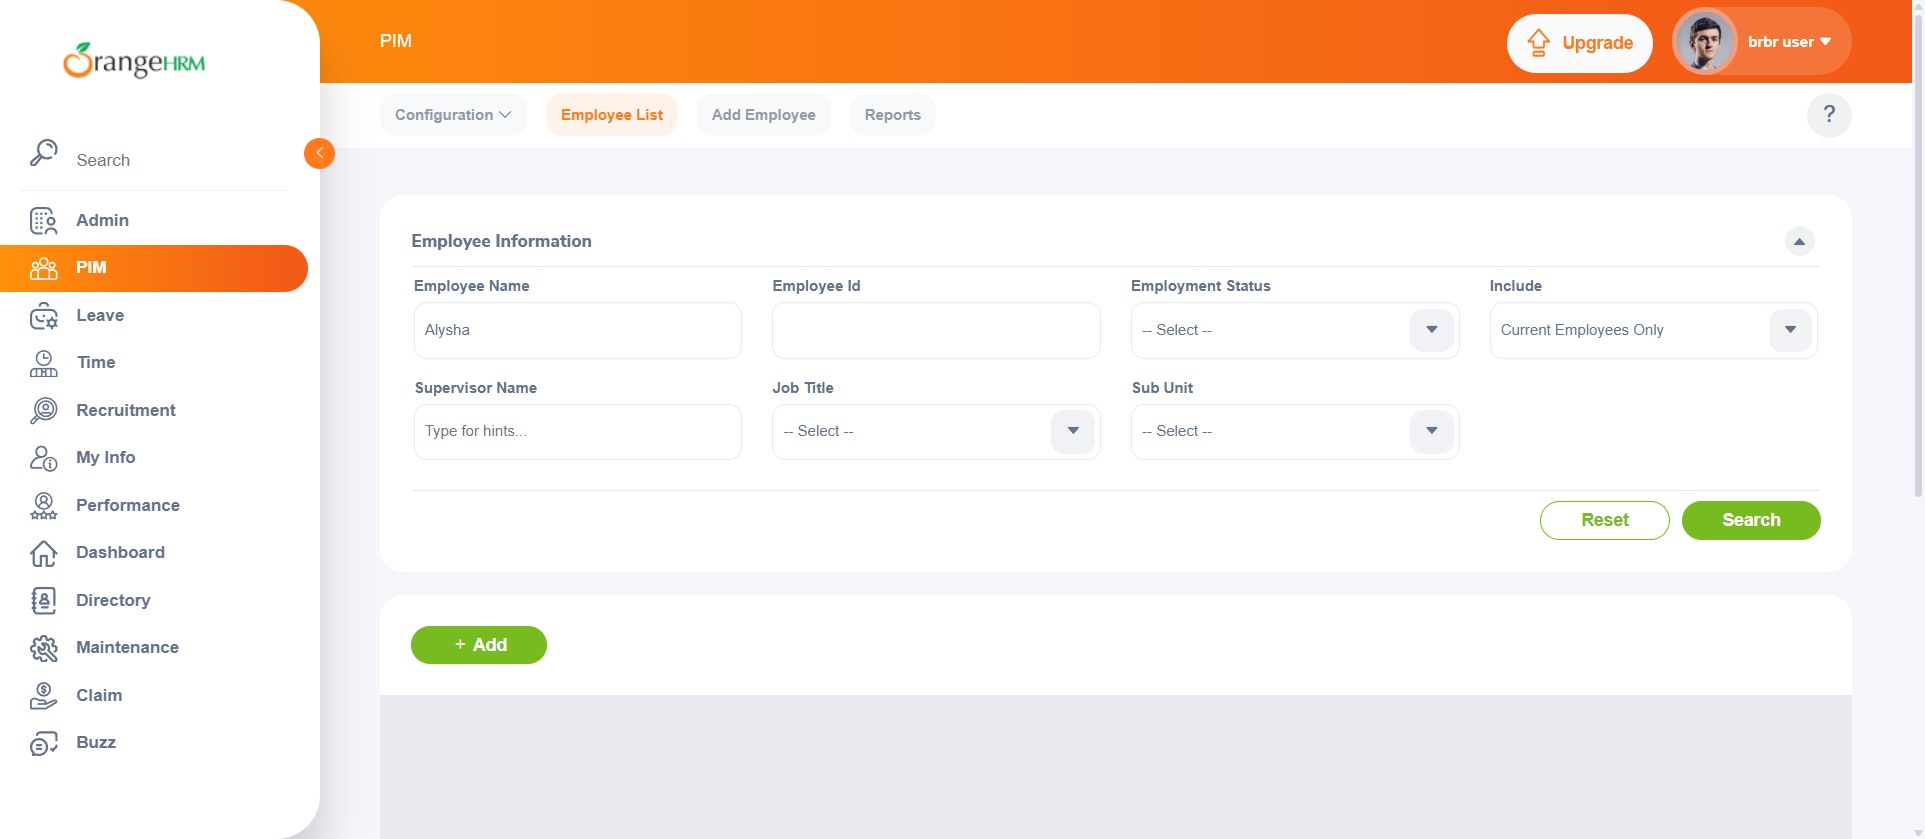 OrangeHRM
PIM
Upgrade
brbr user
Search
Configuration
Employee List
Add Employee
Reports
?
Admin
PIM
Leave
Time
Recruitment
My Info
Performance
Dashboard
Directory
Maintenance
Claim
Buzz
Employee Information
Employee Name
Employee Id
Employment Status
Include
Alysha
-- Select --
Current Employees Only
Supervisor Name
Job Title
Sub Unit
Type for hints...
-- Select --
-- Select --
Reset
Search
+ Add